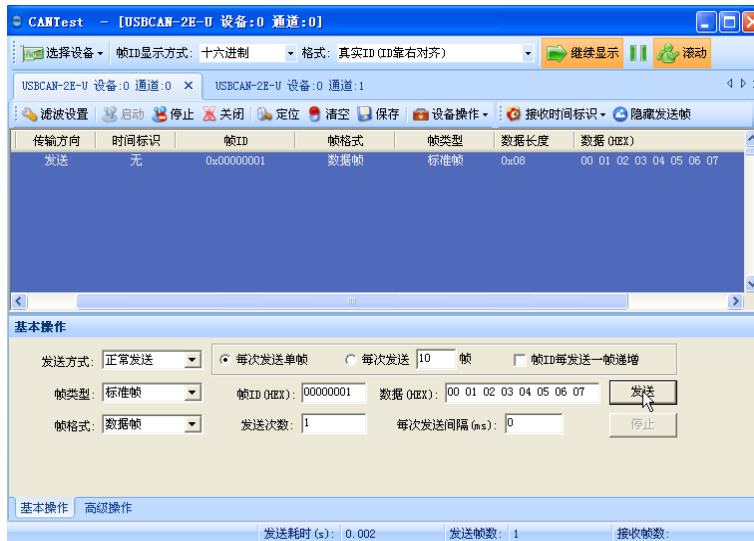 CANTest - [USBCAN-2E-U 设备:0 通道:0]
选择设备 帧ID显示方式: 十六进制 格式: 真实ID(ID靠右对齐) 继续显示 滚动
USBCAN-2E-U 设备:0 通道:0 × USBCAN-2E-U 设备:0 通道:1
滤波设置 启动 停止 关闭 定位 清空 保存 设备操作 接收时间标识 隐藏发送帧
传输方向 时间标识 帧ID 帧格式 帧类型 数据长度 数据(HEX)
发送 无 0x00000001 数据帧 标准帧 0x08 00 01 02 03 04 05 06 07
基本操作
发送方式: 正常发送 每次发送单帧 每次发送 10 帧 帧ID每发送一帧递增
帧类型: 标准帧 帧ID(HEX): 00000001 数据(HEX): 00 01 02 03 04 05 06 07 发送
帧格式: 数据帧 发送次数: 1 每次发送间隔(ms): 0 停止
基本操作 高级操作
发送耗时(s): 0.002 发送帧数: 1 接收帧数: